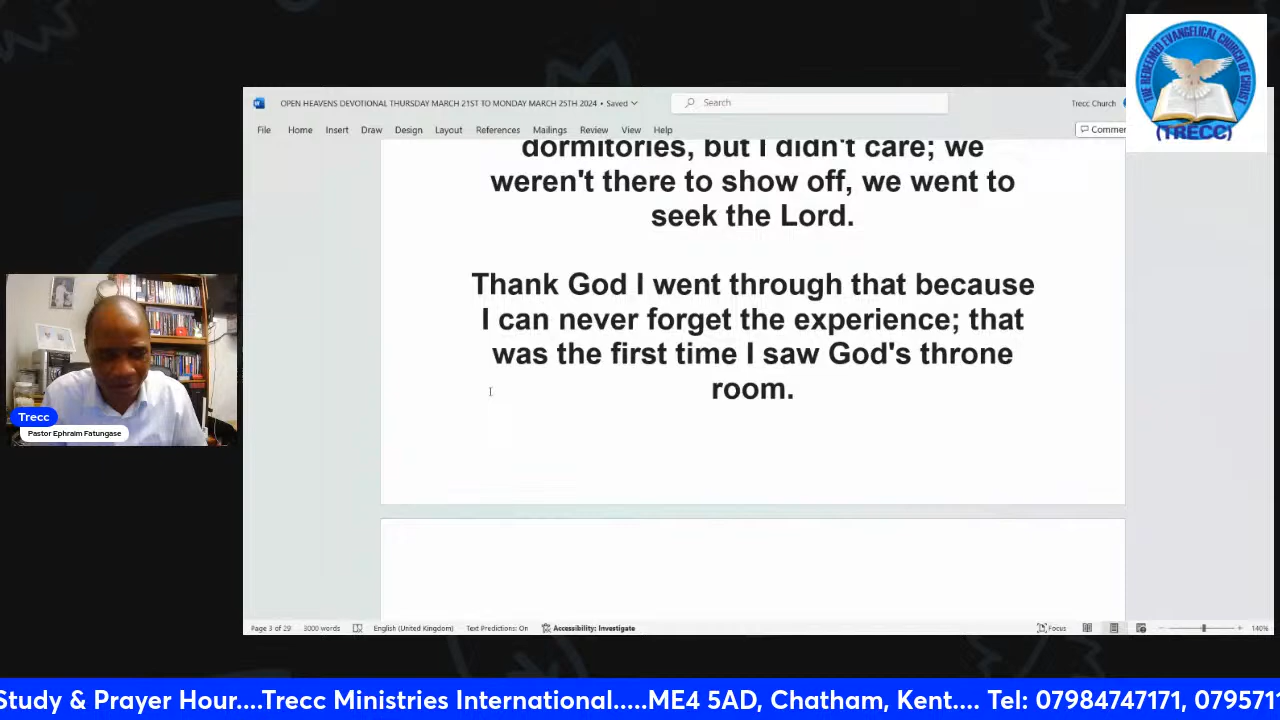 OPEN HEAVENS DEVOTIONAL THURSDAY MARCH 21ST TO MONDAY MARCH 25TH 2024 • Saved
Search
Trecc Church
File Home Insert Draw Design Layout References Mailings Review View Help
Commen
THE REDEEMED EVANGELICAL CHURCH OF CHRIST
(TRECC)
dormitories, but I didn't care; we
weren't there to show off, we went to
seek the Lord.
Thank God I went through that because
I can never forget the experience; that
was the first time I saw God's throne
room.
Trecc
Pastor Ephraim Fatungase
Page 3 of 29 3000 words English (United Kingdom) Text Predictions: On Accessibility: Investigate Focus 140%
Study & Prayer Hour....Trecc Ministries International.....ME4 5AD, Chatham, Kent.... Tel: 07984747171, 0795711